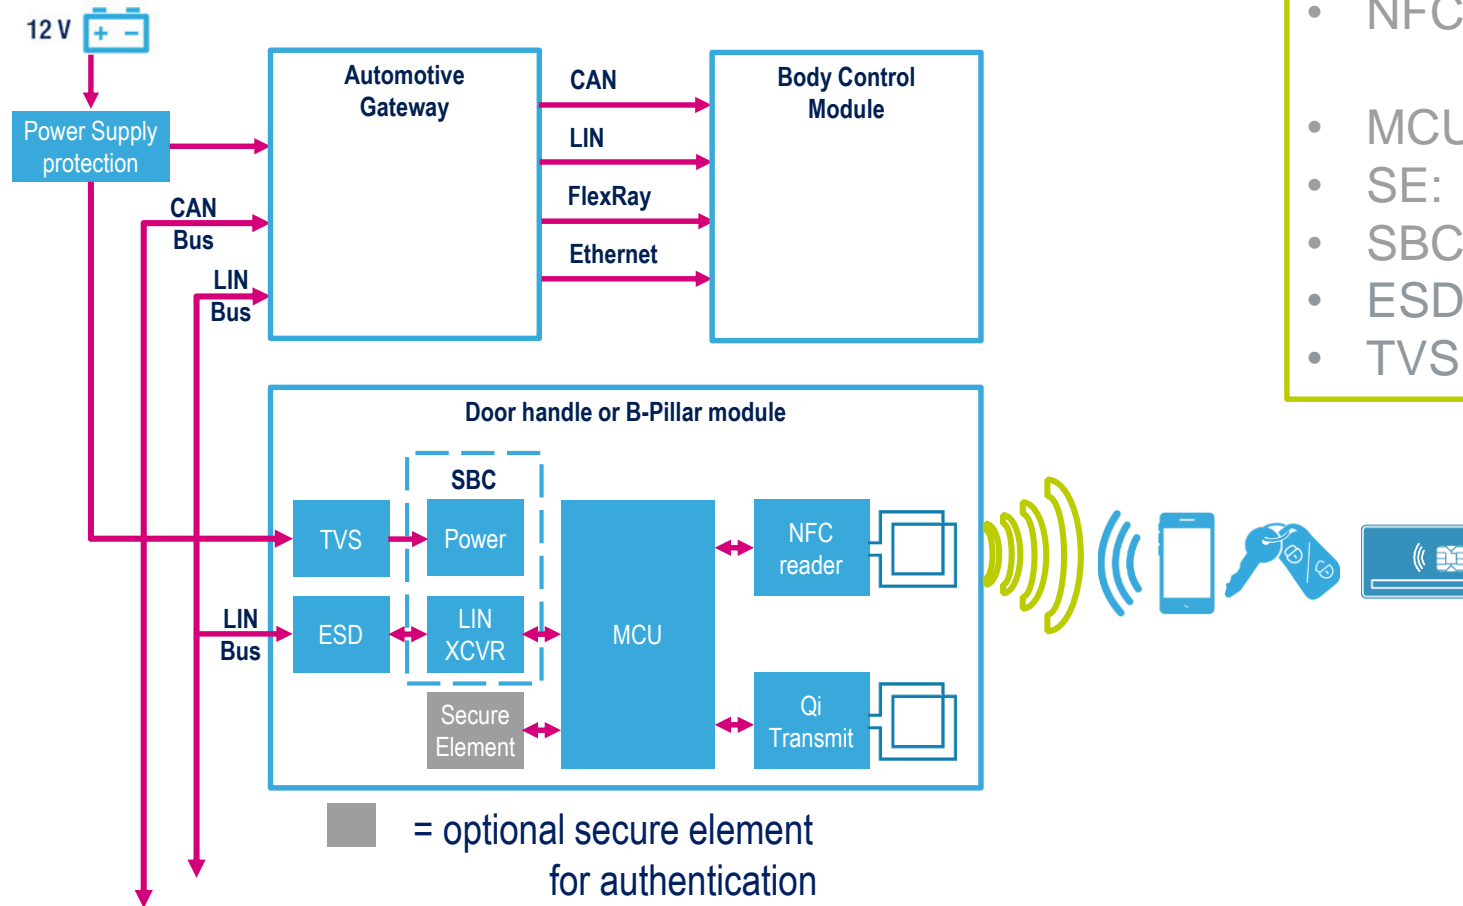 12 V
+ −
Power Supply
protection
Automotive
Gateway
CAN
LIN
FlexRay
Ethernet
Body Control
Module
CAN
Bus
LIN
Bus
• NFC
• MCU
• SE:
• SBC
• ESD
• TVS
Door handle or B-Pillar module
SBC
TVS
Power
NFC
reader
LIN
Bus
ESD
LIN
XCVR
MCU
Secure
Element
Qi
Transmit
= optional secure element
for authentication